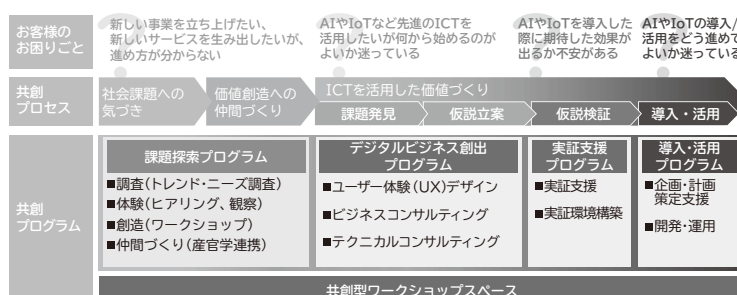 お客様の
お困りごと
新しい事業を立ち上げたい、
新しいサービスを生み出したいが、
進め方が分からない
AIやIoTなど先進のICTを
活用したいが何から始めるのが
よいか迷っている
AIやIoTを導入した
際に期待した効果が
出るか不安がある
AIやIoTの導入/
活用をどう進めて
よいか迷っている
共創
プロセス
社会課題への
気づき
価値創造への
仲間づくり
ICTを活用した価値づくり
課題発見
仮説立案
仮説検証
導入・活用
共創
プログラム
課題探索プログラム
■調査(トレンド・ニーズ調査)
■体験(ヒアリング、観察)
■創造(ワークショップ)
■仲間づくり(産官学連携)
デジタルビジネス創出
プログラム
■ユーザー体験(UX)デザイン
■ビジネスコンサルティング
■テクニカルコンサルティング
実証支援
プログラム
■実証支援
■実証環境構築
導入・活用
プログラム
■企画・計画
策定支援
■開発・運用
共創型ワークショップスペース